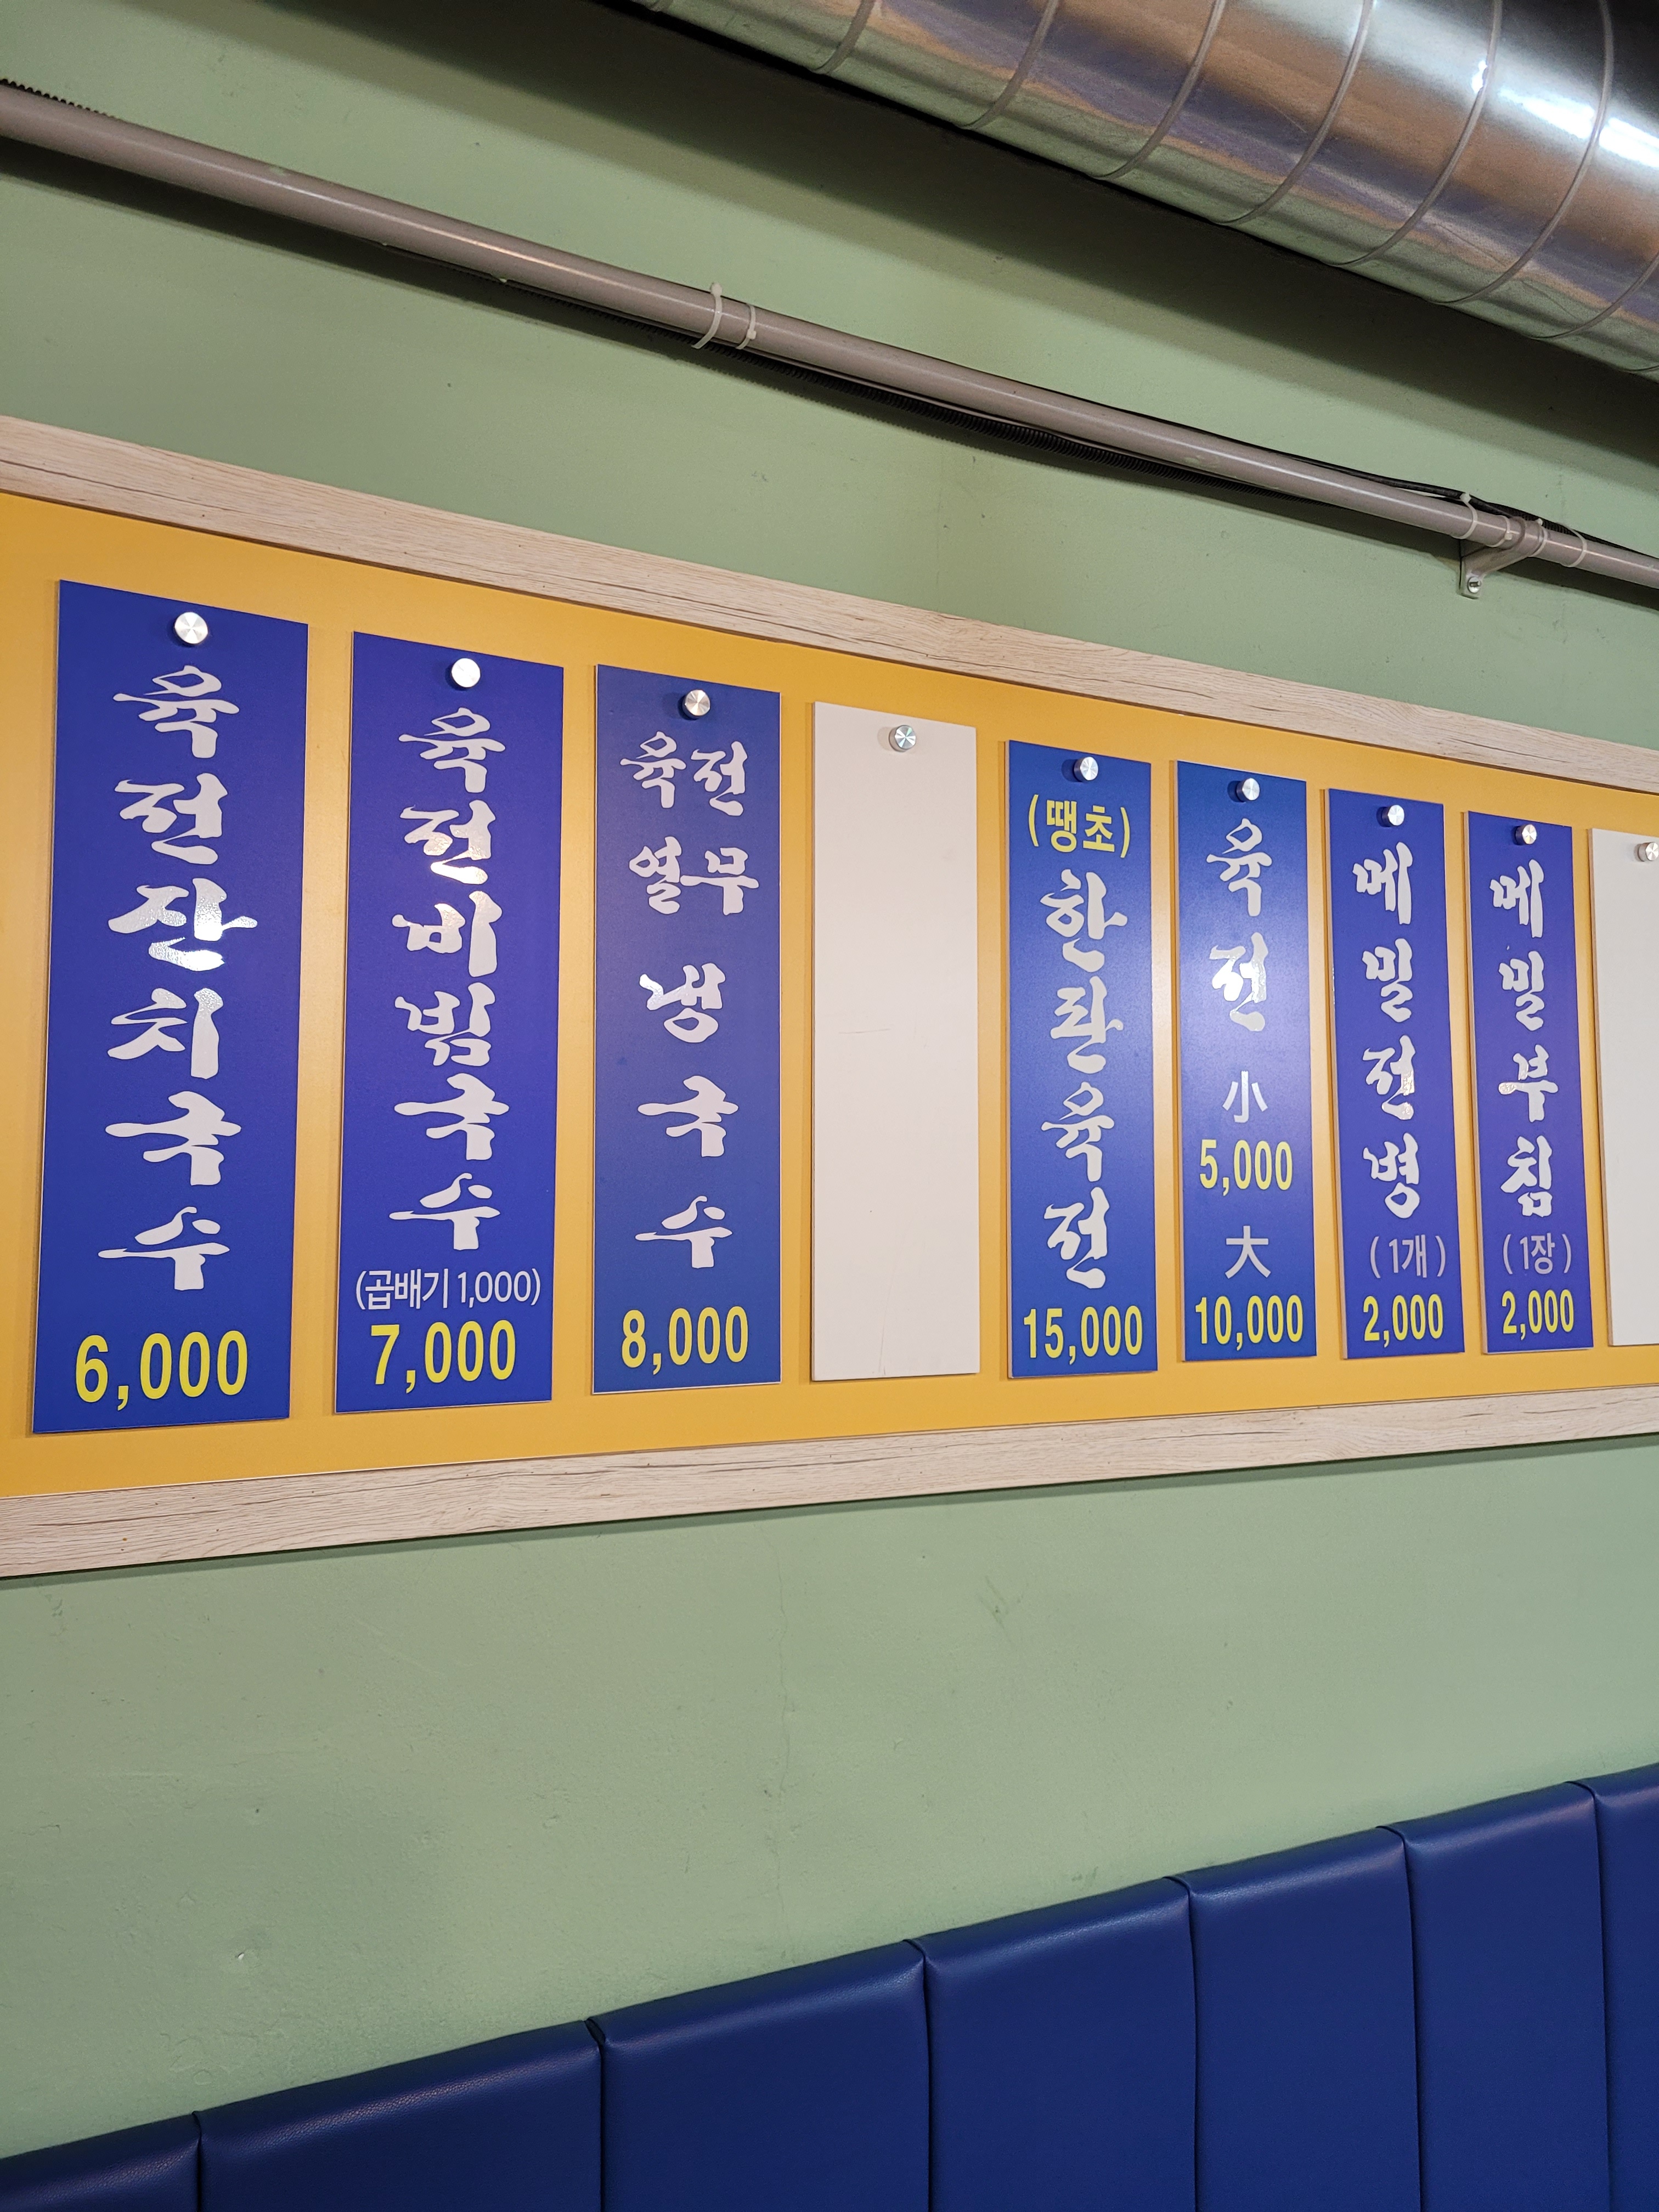 육전잔치국수
6,000
육전비빔국수
(곱배기 1,000)
7,000
육전
열무
냉국수
8,000
(땡초)
한판육전
15,000
육전
小
5,000
大
10,000
메밀전병
(1개)
2,000
메밀부침
(1장)
2,000